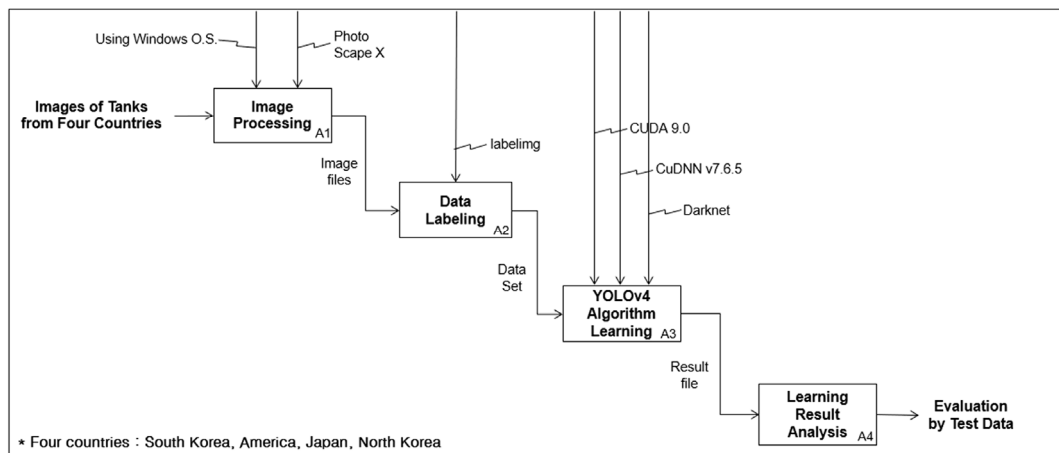 Using Windows O.S.
Photo
Scape X
Images of Tanks
from Four Countries
Image
Processing
A1
Image
files
labelimg
Data
Labeling
A2
Data
Set
CUDA 9.0
CuDNN v7.6.5
Darknet
YOLOv4
Algorithm
Learning
A3
Result
file
Learning
Result
Analysis
A4
Evaluation
by Test Data
* Four countries : South Korea, America, Japan, North Korea